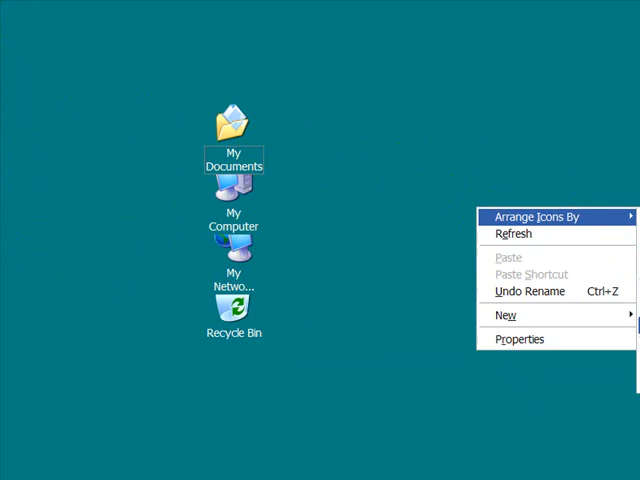 My
Documents
My
Computer
My
Netwo...
Recycle Bin
Arrange Icons By
Refresh
Paste
Paste Shortcut
Undo Rename Ctrl+Z
New
Properties